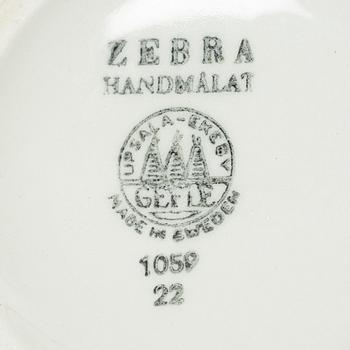 ZEBRA
HANDMÅLAT
UPSALA-EKEBY
GEFLE
MADE IN SWEDEN
1059
22